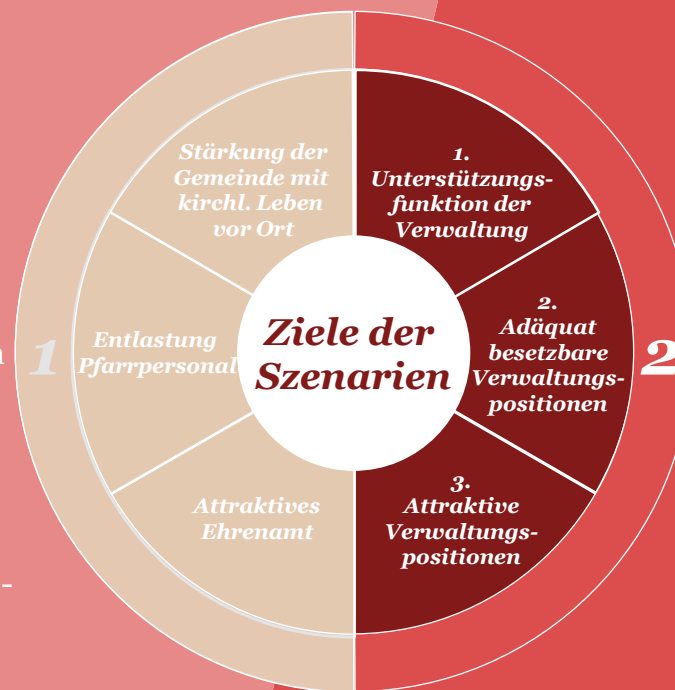 Stärkung der
Gemeinde mit
kirchl. Leben
vor Ort
1.
Unterstützungs-
funktion der
Verwaltung
1
Entlastung
Pfarrpersonal
Ziele der
Szenarien
2.
Adäquat
besetzbare
Verwaltungs-
positionen
2
Attraktives
Ehrenamt
3.
Attraktive
Verwaltungs-
positionen
-